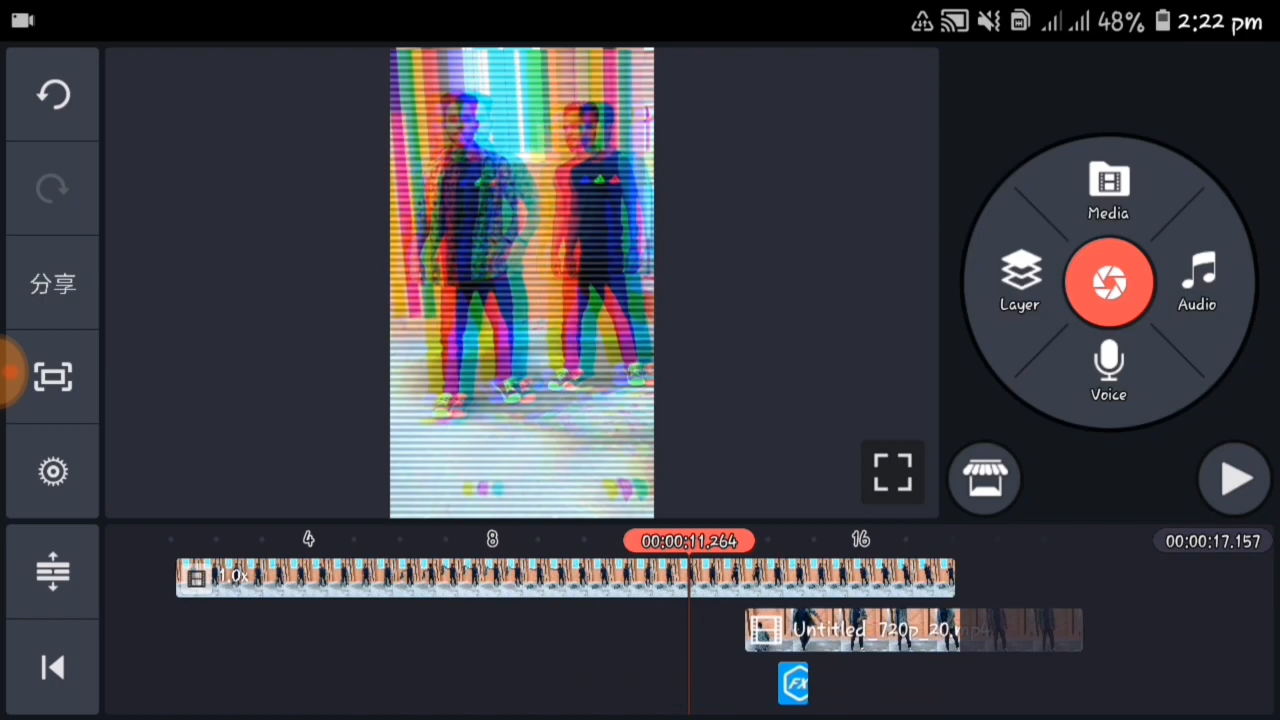 48% 2:22 pm
Media
分享
Layer
Audio
Voice
4 8 00:00:11.264 16 00:00:17.157
1.0x
Untitled_720p_20.mp4
FX